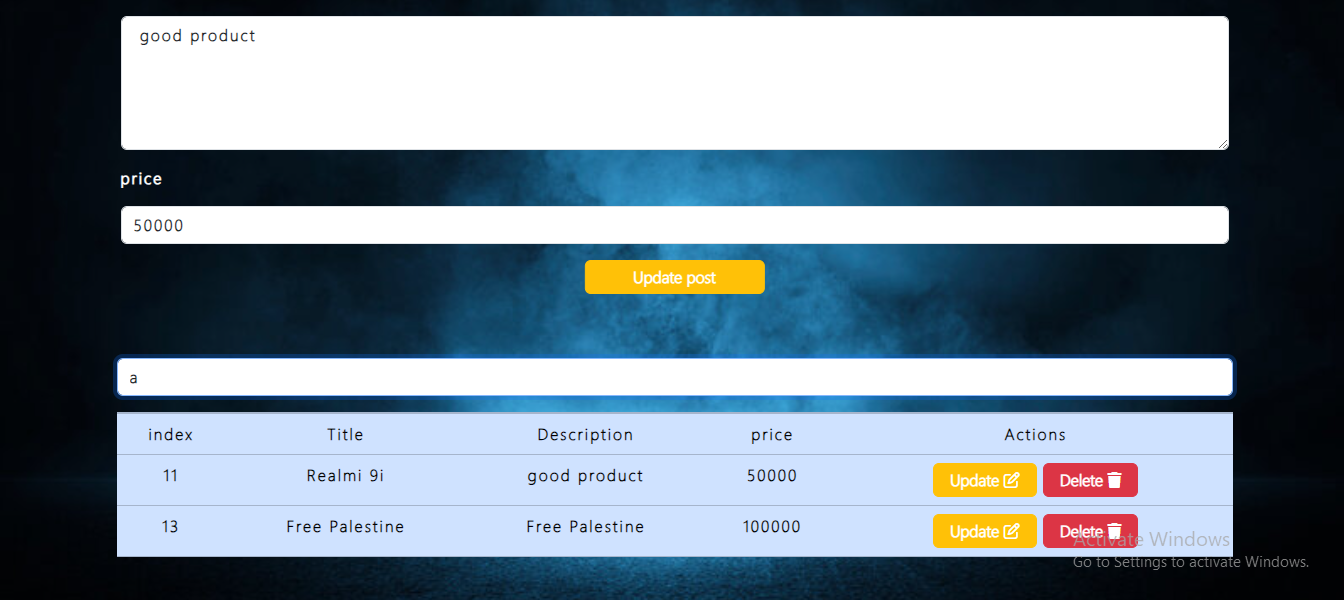 good product
price
50000
Update post
a
index Title Description price Actions
11 Realmi 9i good product 50000 Update Delete
13 Free Palestine Free Palestine 100000 Update Delete
Activate Windows
Go to Settings to activate Windows.